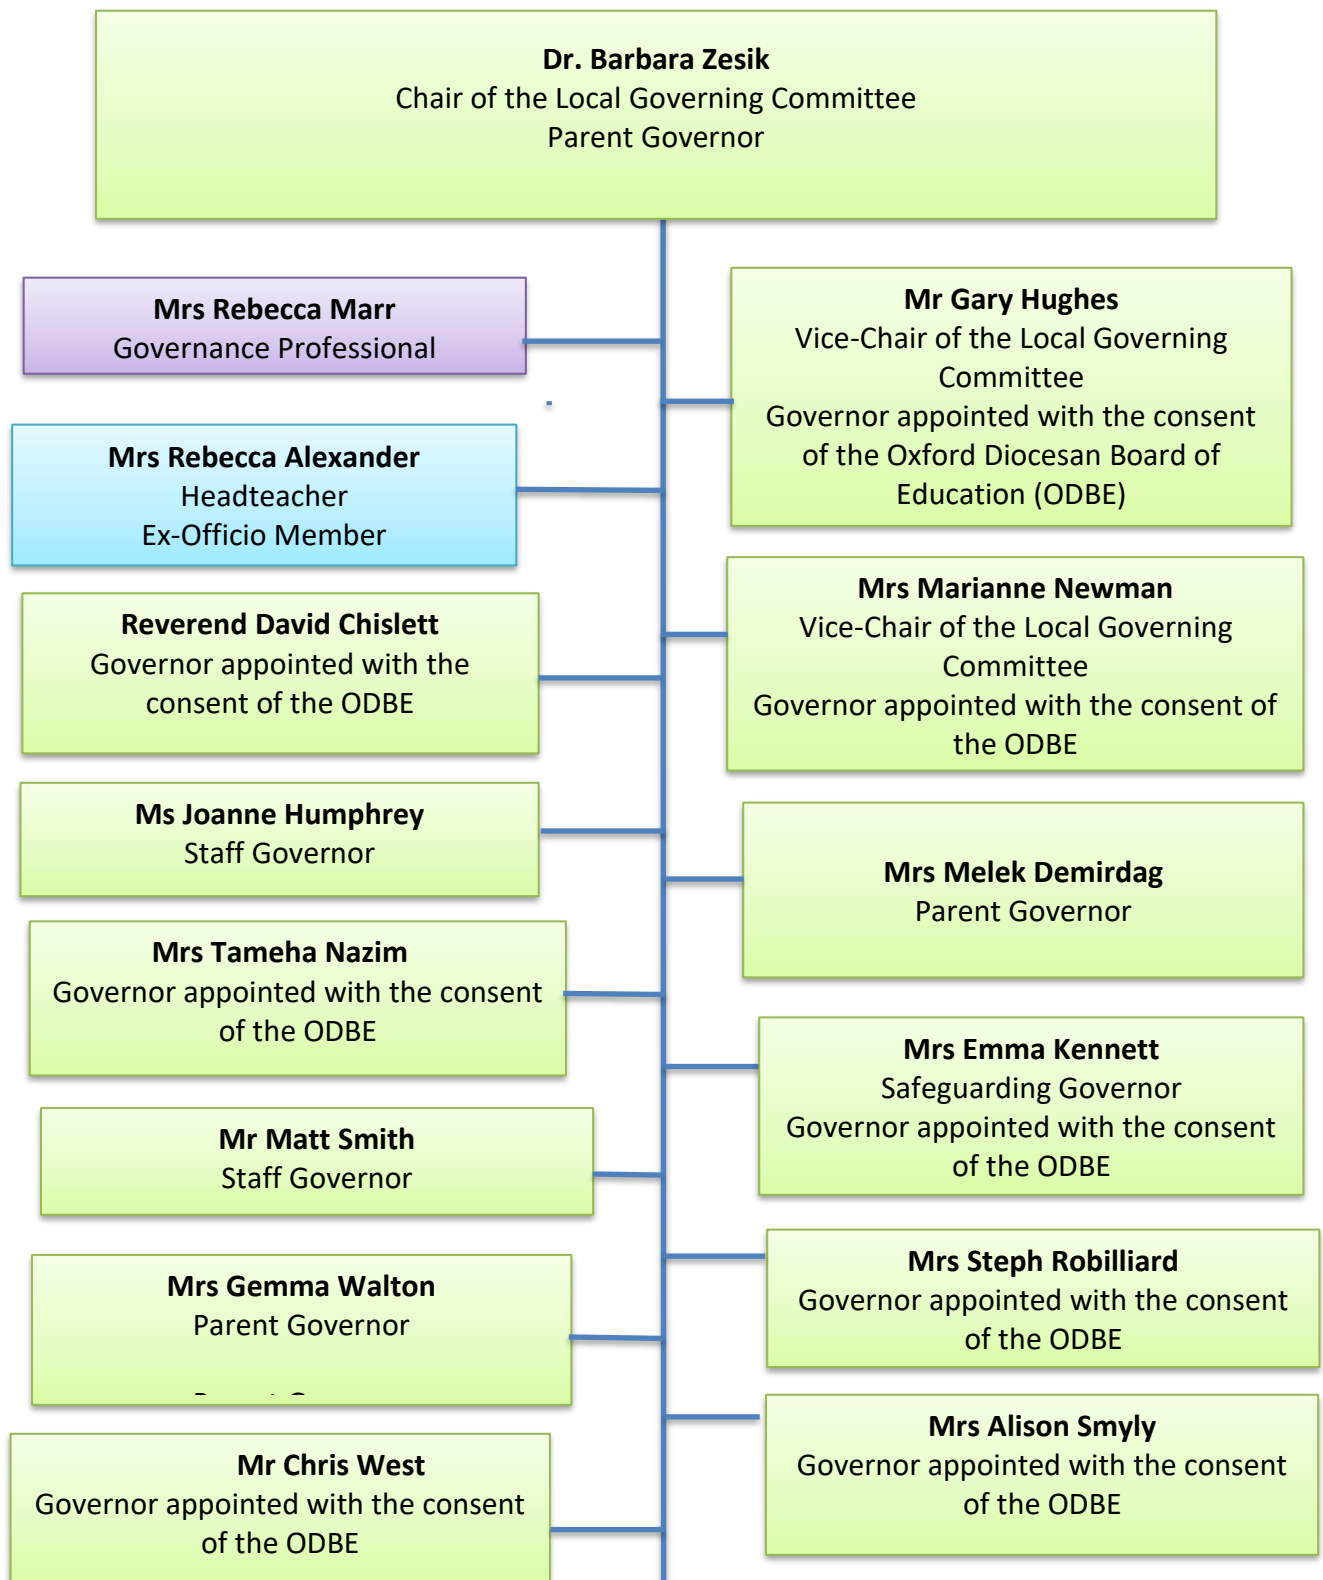 Dr. Barbara Zesik
Chair of the Local Governing Committee
Parent Governor
Mrs Rebecca Marr
Governance Professional
Mr Gary Hughes
Vice-Chair of the Local Governing
Committee
Governor appointed with the consent
of the Oxford Diocesan Board of
Education (ODBE)
Mrs Rebecca Alexander
Headteacher
Ex-Officio Member
Mrs Marianne Newman
Vice-Chair of the Local Governing
Committee
Governor appointed with the consent of
the ODBE
Reverend David Chislett
Governor appointed with the
consent of the ODBE
Ms Joanne Humphrey
Staff Governor
Mrs Melek Demirdag
Parent Governor
Mrs Tameha Nazim
Governor appointed with the consent
of the ODBE
Mrs Emma Kennett
Safeguarding Governor
Governor appointed with the consent
of the ODBE
Mr Matt Smith
Staff Governor
Mrs Steph Robilliard
Governor appointed with the consent
of the ODBE
Mrs Gemma Walton
Parent Governor
Mrs Alison Smyly
Governor appointed with the consent
of the ODBE
Mr Chris West
Governor appointed with the consent
of the ODBE